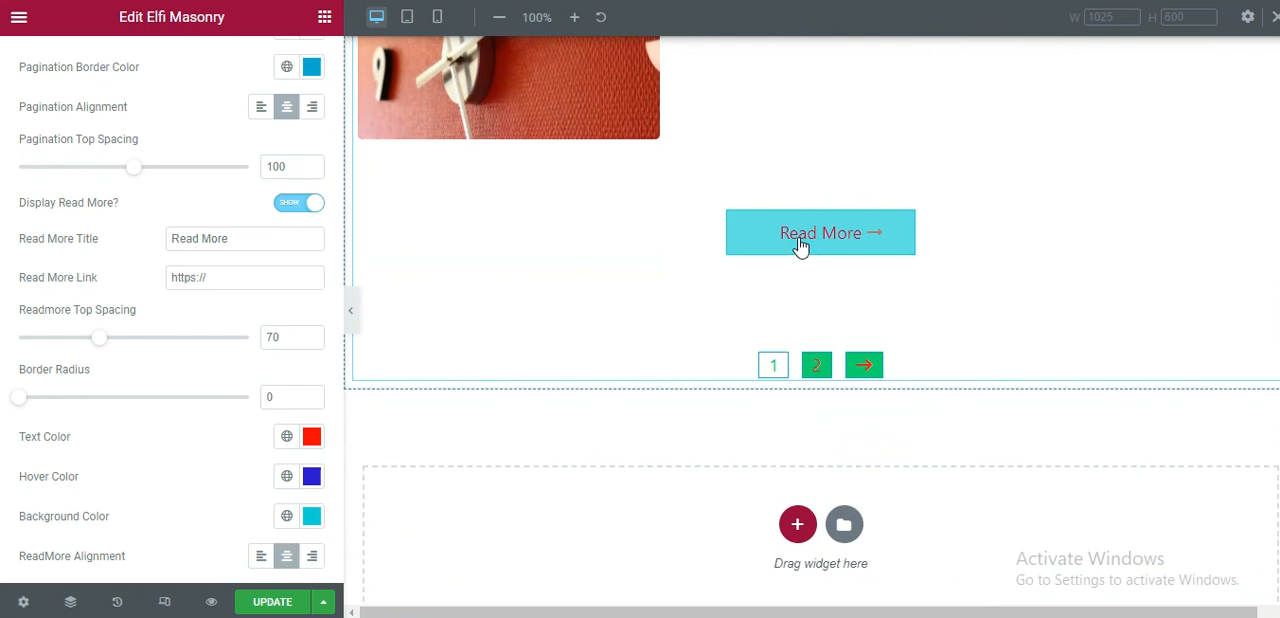 Edit Elfi Masonry
100%
W 1025 H 600
Pagination Border Color
Pagination Alignment
Pagination Top Spacing
100
Display Read More?
SHOW
Read More Title
Read More
Read More Link
https://
Readmore Top Spacing
70
Border Radius
0
Text Color
Hover Color
Background Color
ReadMore Alignment
UPDATE
9
Read More →
1 2 →
Drag widget here
Activate Windows
Go to Settings to activate Windows.